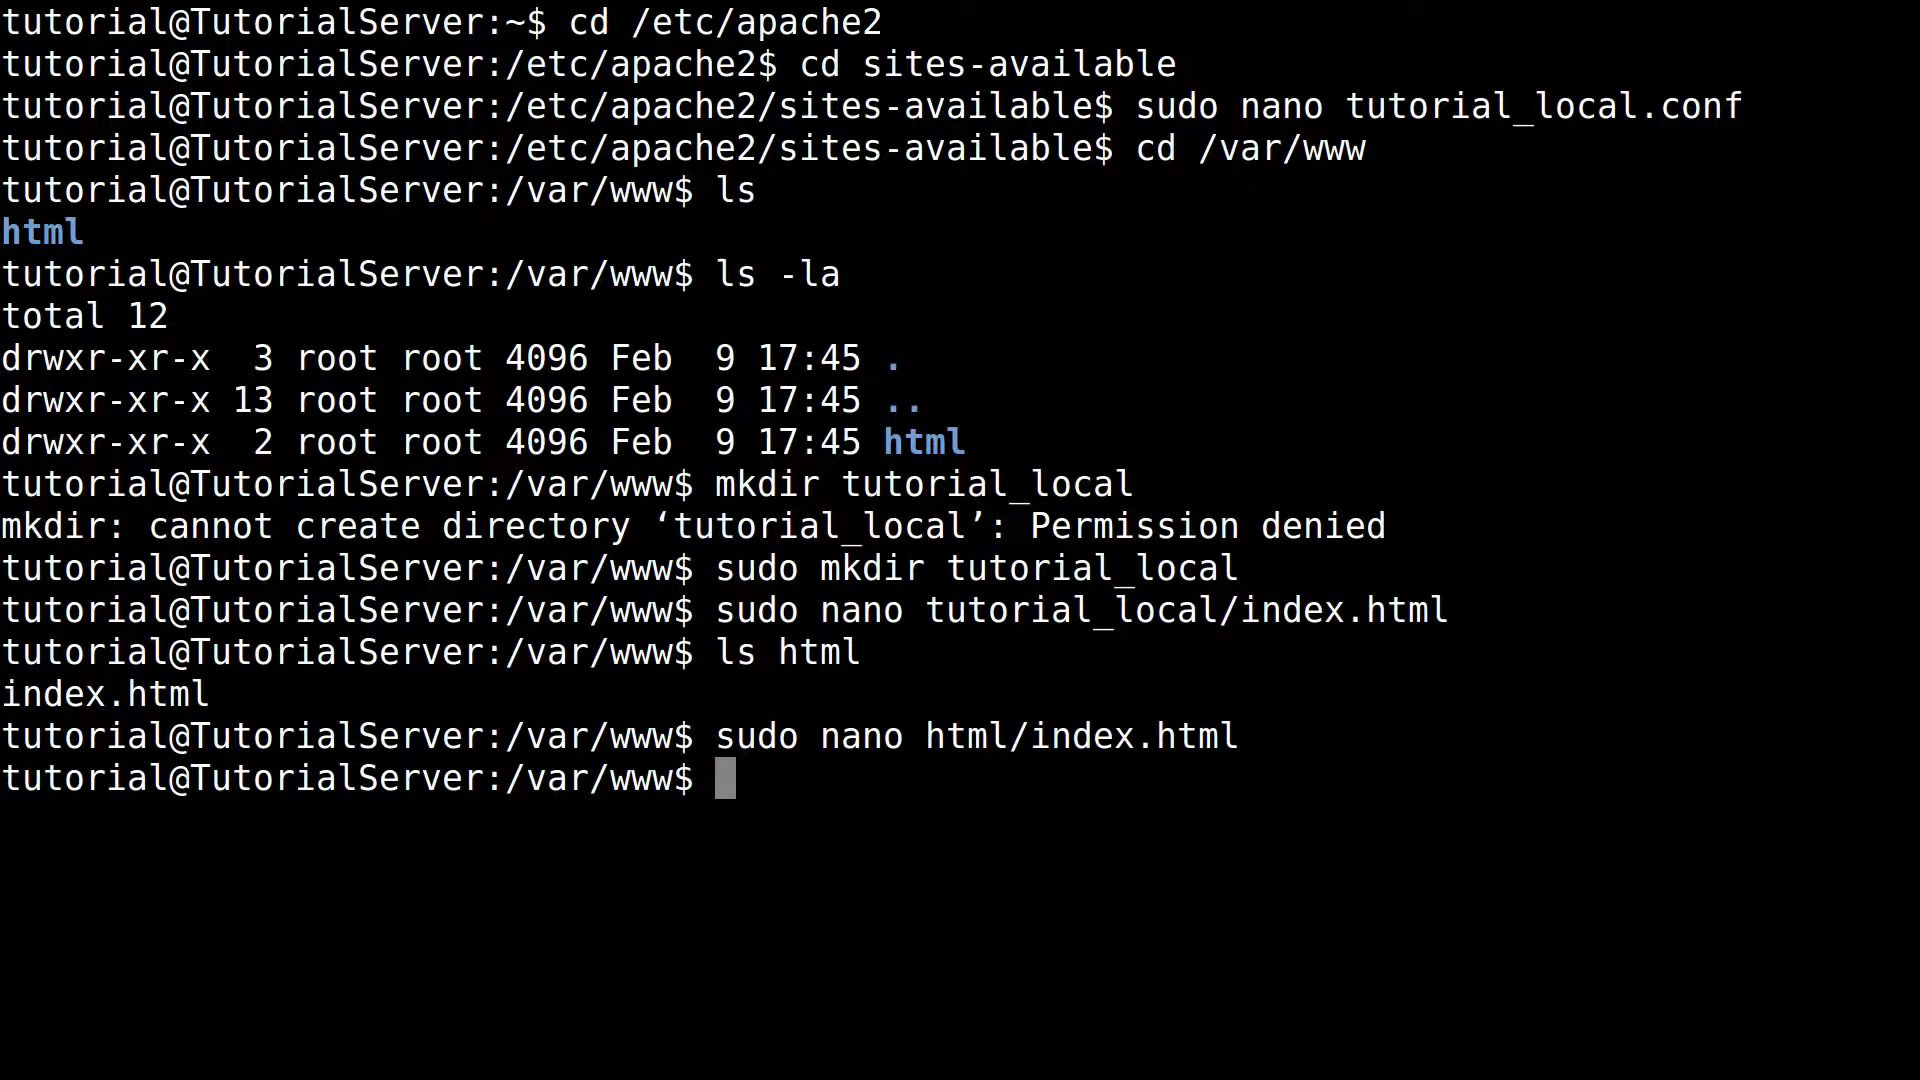 tutorial@TutorialServer:~$ cd /etc/apache2
tutorial@TutorialServer:/etc/apache2$ cd sites-available
tutorial@TutorialServer:/etc/apache2/sites-available$ sudo nano tutorial_local.conf
tutorial@TutorialServer:/etc/apache2/sites-available$ cd /var/www
tutorial@TutorialServer:/var/www$ ls
html
tutorial@TutorialServer:/var/www$ ls -la
total 12
drwxr-xr-x  3 root root 4096 Feb  9 17:45 .
drwxr-xr-x 13 root root 4096 Feb  9 17:45 ..
drwxr-xr-x  2 root root 4096 Feb  9 17:45 html
tutorial@TutorialServer:/var/www$ mkdir tutorial_local
mkdir: cannot create directory ‘tutorial_local’: Permission denied
tutorial@TutorialServer:/var/www$ sudo mkdir tutorial_local
tutorial@TutorialServer:/var/www$ sudo nano tutorial_local/index.html
tutorial@TutorialServer:/var/www$ ls html
index.html
tutorial@TutorialServer:/var/www$ sudo nano html/index.html
tutorial@TutorialServer:/var/www$